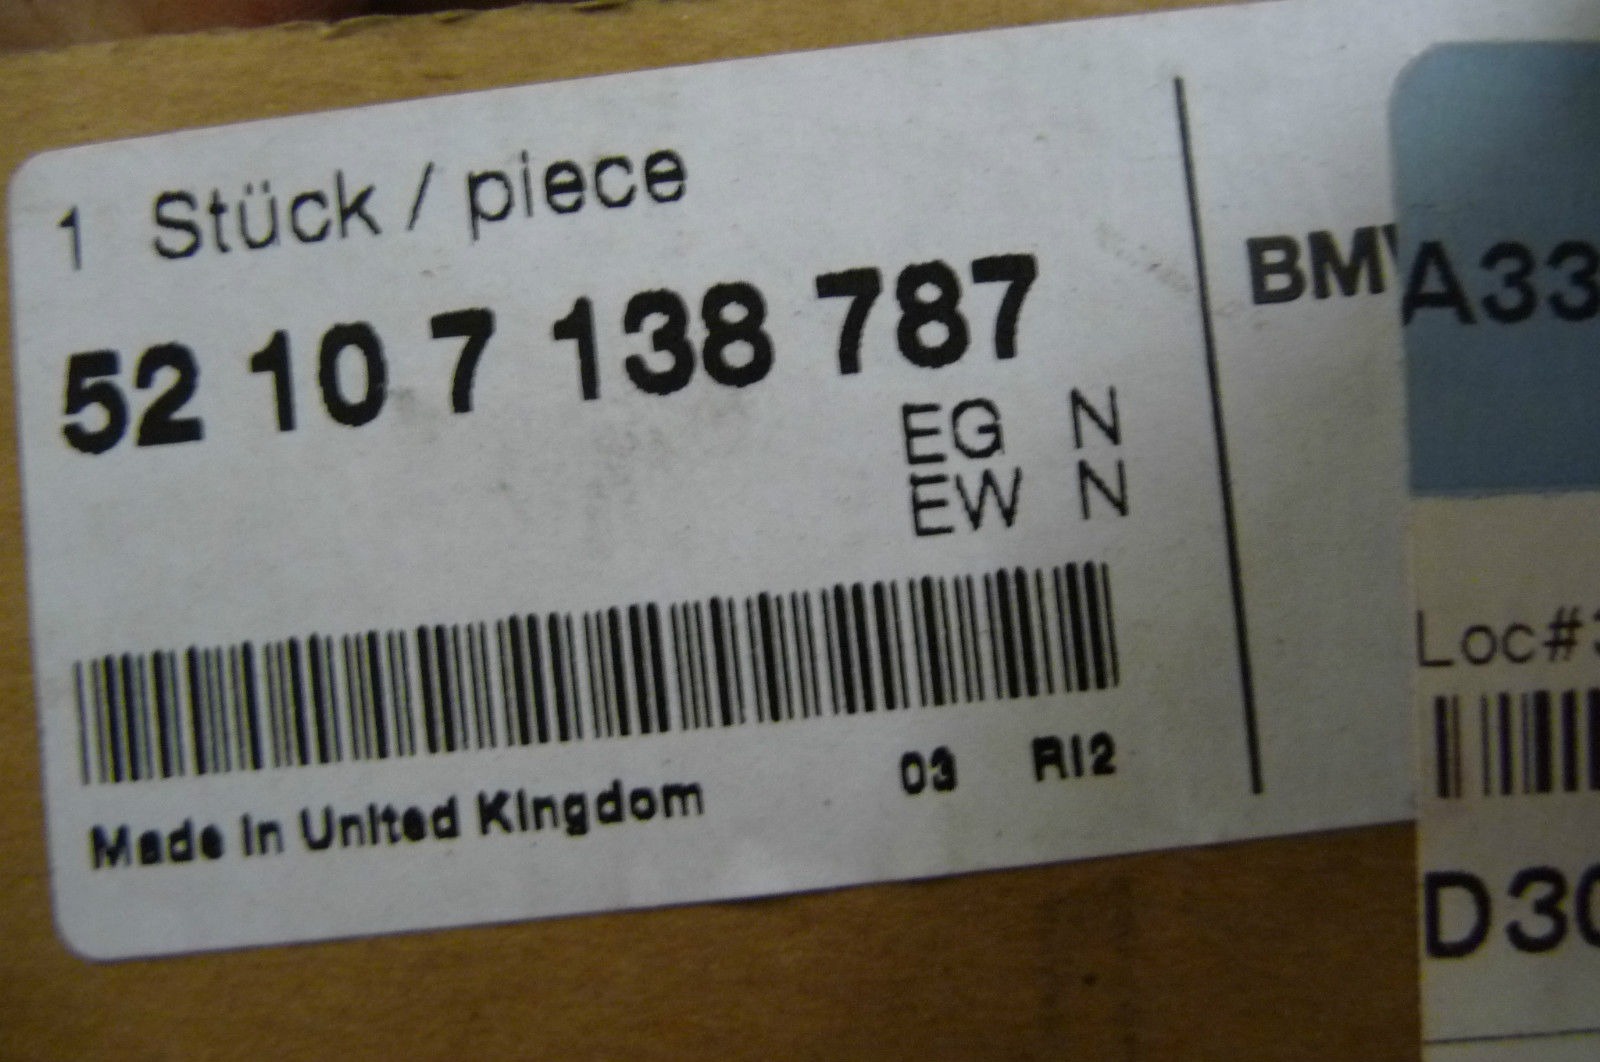 1 Stück / piece
52 10 7 138 787
EG N
EW N
Made in United Kingdom 03 RI2
BM
A33
Loc#
D30